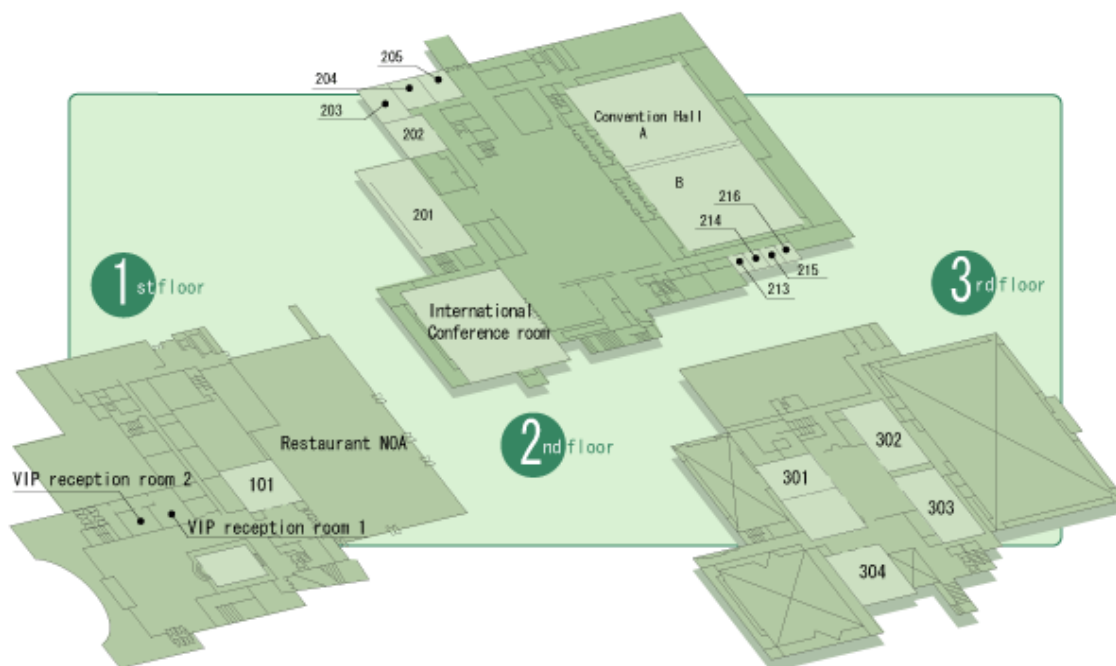 205
204
203
202
201
Convention Hall
A
B
216
214
215
213
International
Conference room
1st floor
2nd floor
3rd floor
Restaurant NOA
101
VIP reception room 2
VIP reception room 1
302
301
303
304